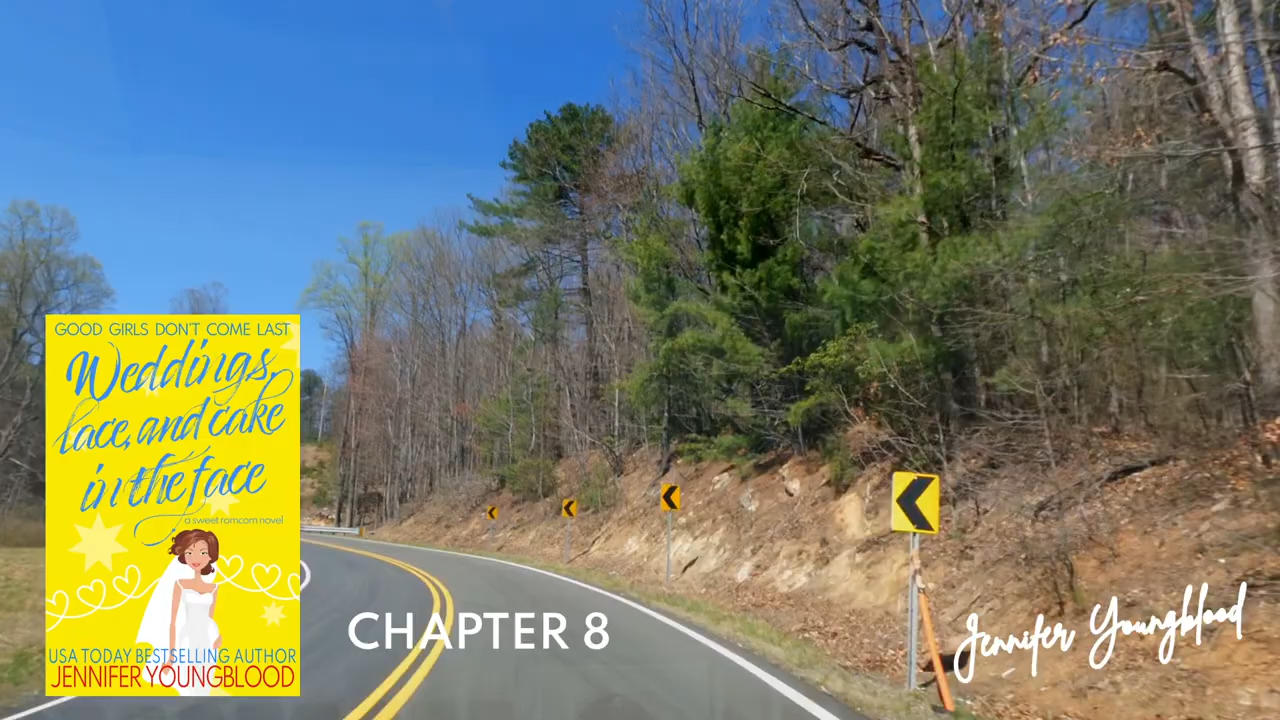 GOOD GIRLS DON'T COME LAST
Weddings,
lace, and cake
in the face
a sweet romcom novel
USA TODAY BESTSELLING AUTHOR
JENNIFER YOUNGBLOOD
CHAPTER 8
Jennifer Youngblood